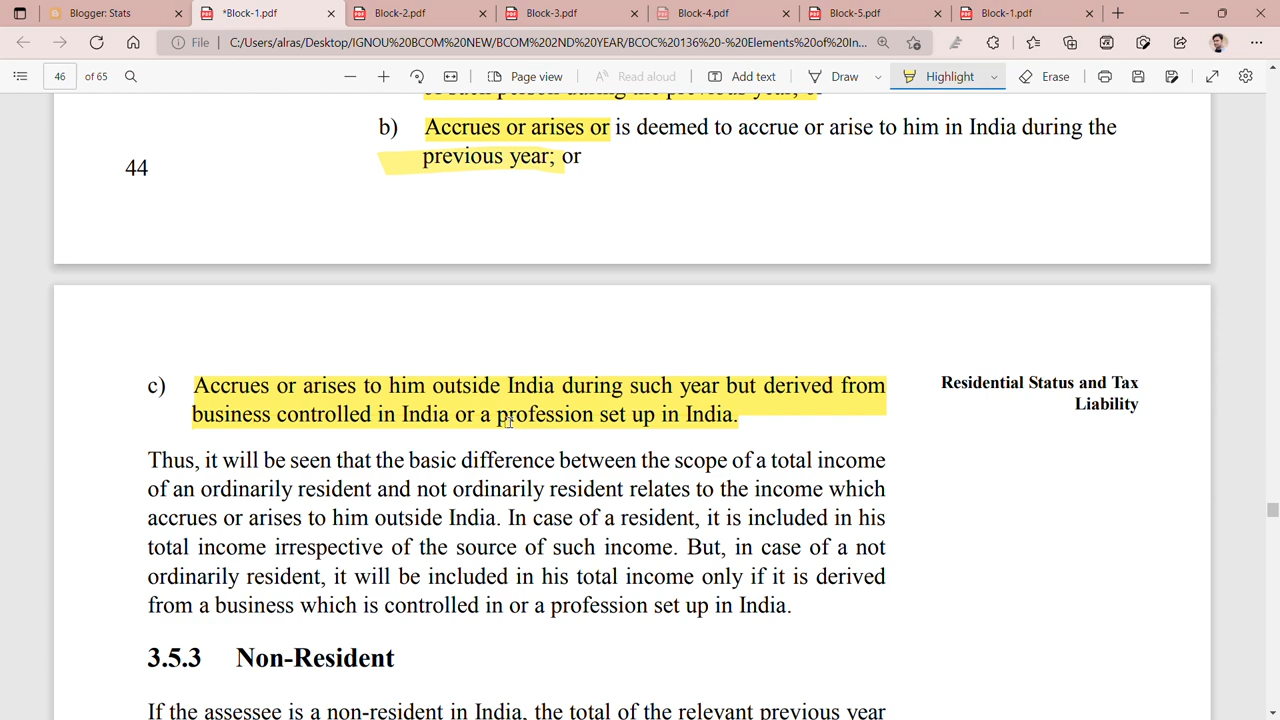 Blogger: Stats
*Block-1.pdf
Block-2.pdf
Block-3.pdf
Block-4.pdf
Block-5.pdf
Block-1.pdf
File
C:/Users/alras/Desktop/IGNOU%20BCOM%20NEW/BCOM%202ND%20YEAR/BCOC%20136%20-%20Elements%20of%20In...
46 of 65
Page view
Read aloud
Add text
Draw
Highlight
Erase
of such person during the previous year; or
b) Accrues or arises or is deemed to accrue or arise to him in India during the
previous year; or
44
c) Accrues or arises to him outside India during such year but derived from
business controlled in India or a profession set up in India.
Residential Status and Tax
Liability
Thus, it will be seen that the basic difference between the scope of a total income
of an ordinarily resident and not ordinarily resident relates to the income which
accrues or arises to him outside India. In case of a resident, it is included in his
total income irrespective of the source of such income. But, in case of a not
ordinarily resident, it will be included in his total income only if it is derived
from a business which is controlled in or a profession set up in India.
3.5.3 Non-Resident
If the assessee is a non-resident in India, the total of the relevant previous year